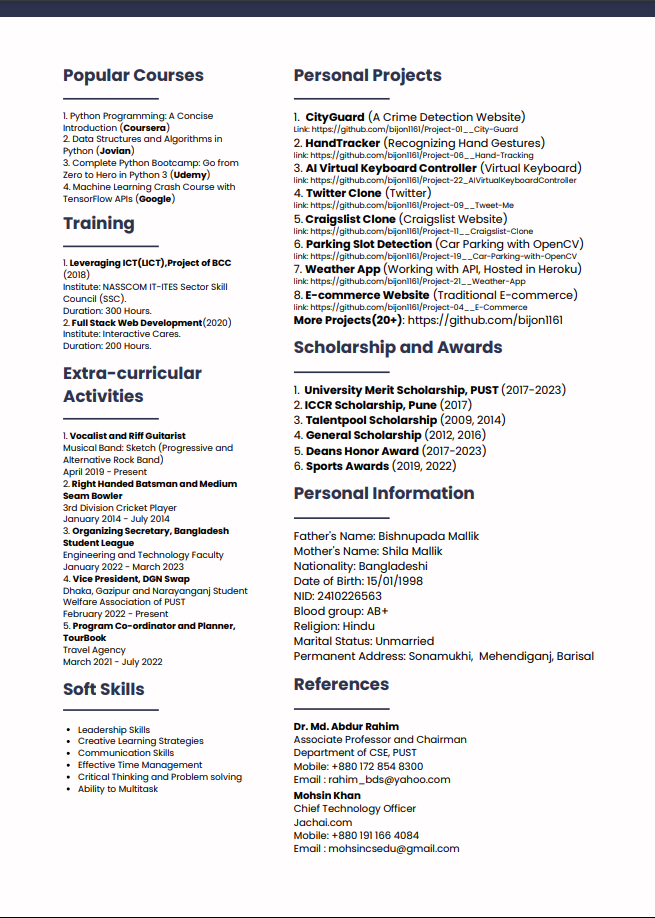 Popular Courses
1. Python Programming: A Concise
Introduction (Coursera)
2. Data Structures and Algorithms in
Python (Jovian)
3. Complete Python Bootcamp: Go from
Zero to Hero in Python 3 (Udemy)
4. Machine Learning Crash Course with
TensorFlow APIs (Google)
Training
1. Leveraging ICT(LICT),Project of BCC
(2018)
Institute: NASSCOM IT-ITES Sector Skill
Council (SSC).
Duration: 300 Hours.
2. Full Stack Web Development(2020)
Institute: Interactive Cares.
Duration: 200 Hours.
Extra-curricular
Activities
1. Vocalist and Riff Guitarist
Musical Band: Sketch (Progressive and
Alternative Rock Band)
April 2019 - Present
2. Right Handed Batsman and Medium
Seam Bowler
3rd Division Cricket Player
January 2014 - July 2014
3. Organizing Secretary, Bangladesh
Student League
Engineering and Technology Faculty
January 2022 - March 2023
4. Vice President, DGN Swap
Dhaka, Gazipur and Narayanganj Student
Welfare Association of PUST
February 2022 - Present
5. Program Co-ordinator and Planner,
TourBook
Travel Agency
March 2021 - July 2022
Soft Skills
• Leadership Skills
• Creative Learning Strategies
• Communication Skills
• Effective Time Management
• Critical Thinking and Problem solving
• Ability to Multitask
Personal Projects
1. CityGuard (A Crime Detection Website)
Link: https://github.com/bijon1161/Project-01__City-Guard
2. HandTracker (Recognizing Hand Gestures)
link: https://github.com/bijon1161/Project-06__Hand-Tracking
3. AI Virtual Keyboard Controller (Virtual Keyboard)
link: https://github.com/bijon1161/Project-22_AIVirtualKeyboardController
4. Twitter Clone (Twitter)
link: https://github.com/bijon1161/Project-09__Tweet-Me
5. Craigslist Clone (Craigslist Website)
link: https://github.com/bijon1161/Project-11__Craigslist-Clone
6. Parking Slot Detection (Car Parking with OpenCV)
link: https://github.com/bijon1161/Project-19__Car-Parking-with-OpenCV
7. Weather App (Working with API, Hosted in Heroku)
link: https://github.com/bijon1161/Project-21__Weather-App
8. E-commerce Website (Traditional E-commerce)
link: https://github.com/bijon1161/Project-04__E-Commerce
More Projects(20+): https://github.com/bijon1161
Scholarship and Awards
1. University Merit Scholarship, PUST (2017-2023)
2. ICCR Scholarship, Pune (2017)
3. Talentpool Scholarship (2009, 2014)
4. General Scholarship (2012, 2016)
5. Deans Honor Award (2017-2023)
6. Sports Awards (2019, 2022)
Personal Information
Father's Name: Bishnupada Mallik
Mother's Name: Shila Mallik
Nationality: Bangladeshi
Date of Birth: 15/01/1998
NID: 2410226563
Blood group: AB+
Religion: Hindu
Marital Status: Unmarried
Permanent Address: Sonamukhi, Mehendiganj, Barisal
References
Dr. Md. Abdur Rahim
Associate Professor and Chairman
Department of CSE, PUST
Mobile: +880 172 854 8300
Email : rahim_bds@yahoo.com
Mohsin Khan
Chief Technology Officer
Jachai.com
Mobile: +880 191 166 4084
Email : mohsincsedu@gmail.com